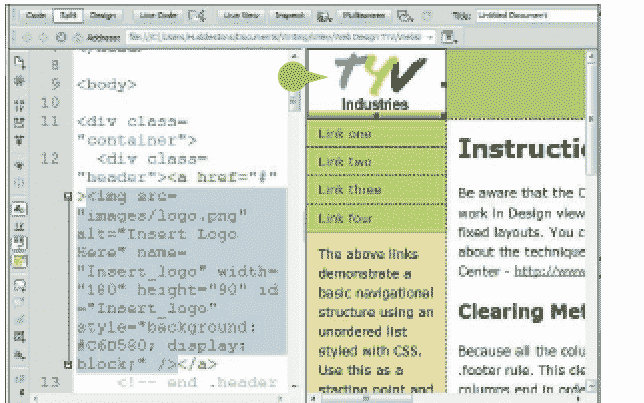 Code Split Design Live Code Live View Inspect Multiscreen Title: Untitled Document
Address:
8
9 <body>
10
11 <div class=
"container">
12 <div class=
"header"><a href="#"
><img src=
"images/logo.png"
alt="Insert Logo
Here" name=
"Insert_logo" width=
"180" height="90" id
="Insert_logo"
style="background:
#C6D580; display:
block;" /></a>
13 <!-- end .header
TYV
Industries
Link one
Link two
Link three
Link four
The above links
demonstrate a
basic navigational
structure using an
unordered list
styled with CSS.
Use this as a
starting point and
Instructi
Be aware that the C
work in Design view
fixed layouts. You c
about the technique
Center - http://www
Clearing Met
Because all the colu
.footer rule. This cle
columns end in orde